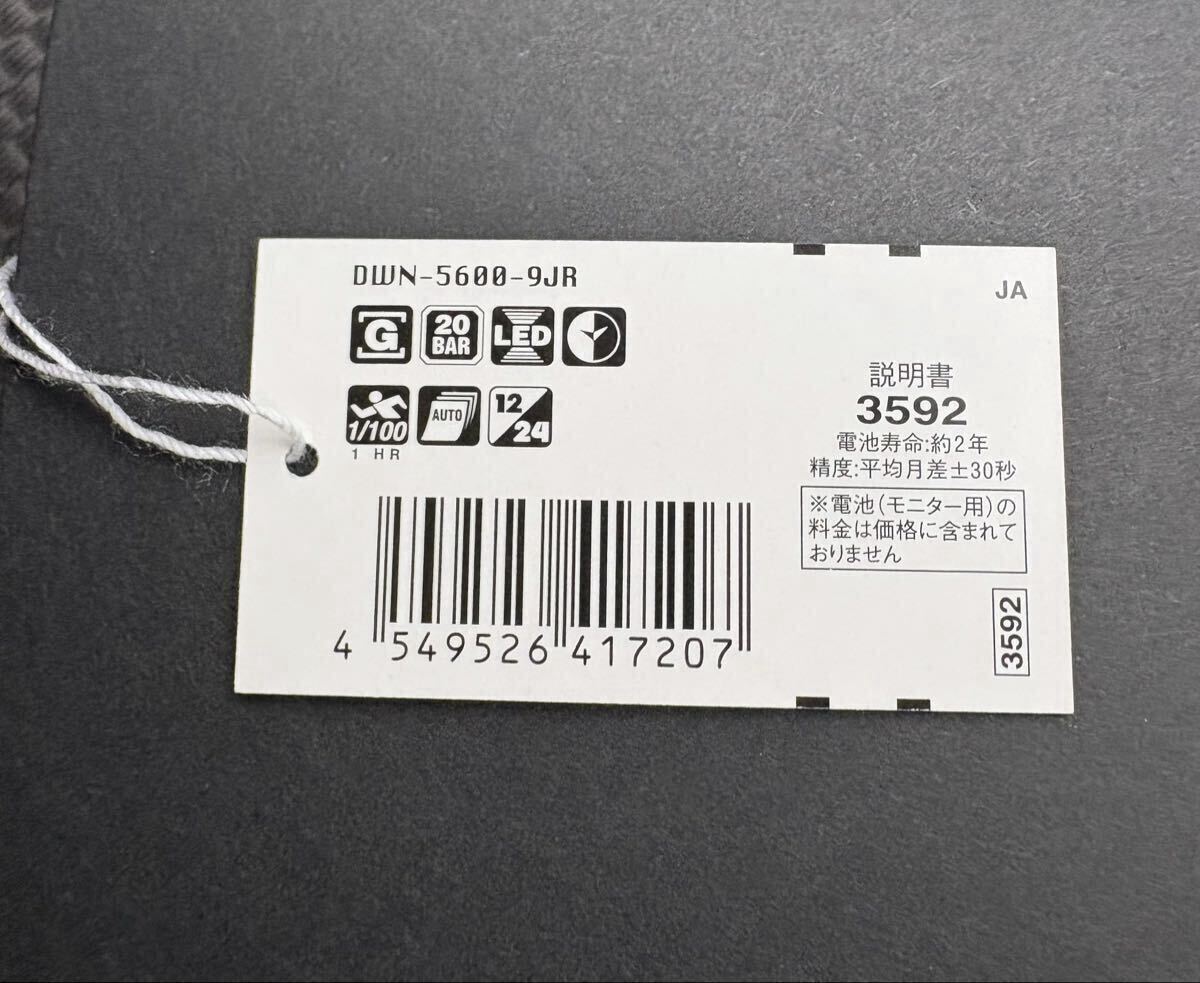 DWN-5600-9JR
JA
G
20
BAR
LED
1/100
1 HR
AUTO
12/24
説明書
3592
電池寿命:約2年
精度:平均月差±30秒
※電池(モニター用)の
料金は価格に含まれて
おりません
3592
4 549526 417207